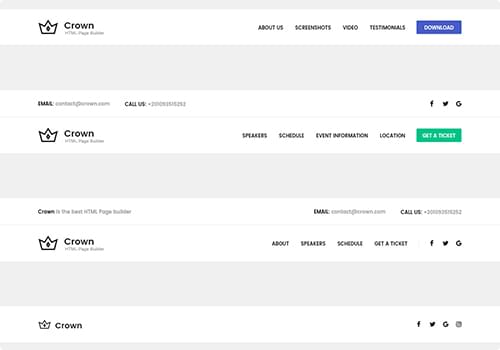 Crown ABOUT US SCREENSHOTS VIDEO TESTIMONIALS DOWNLOAD
HTML Page Builder
EMAIL: contact@crown.com CALL US: +201093515252
Crown SPEAKERS SCHEDULE EVENT INFORMATION LOCATION GET A TICKET
HTML Page Builder
Crown is the best HTML Page builder EMAIL: contact@crown.com CALL US: +201093515252
Crown ABOUT SPEAKERS SCHEDULE GET A TICKET
HTML Page Builder
Crown